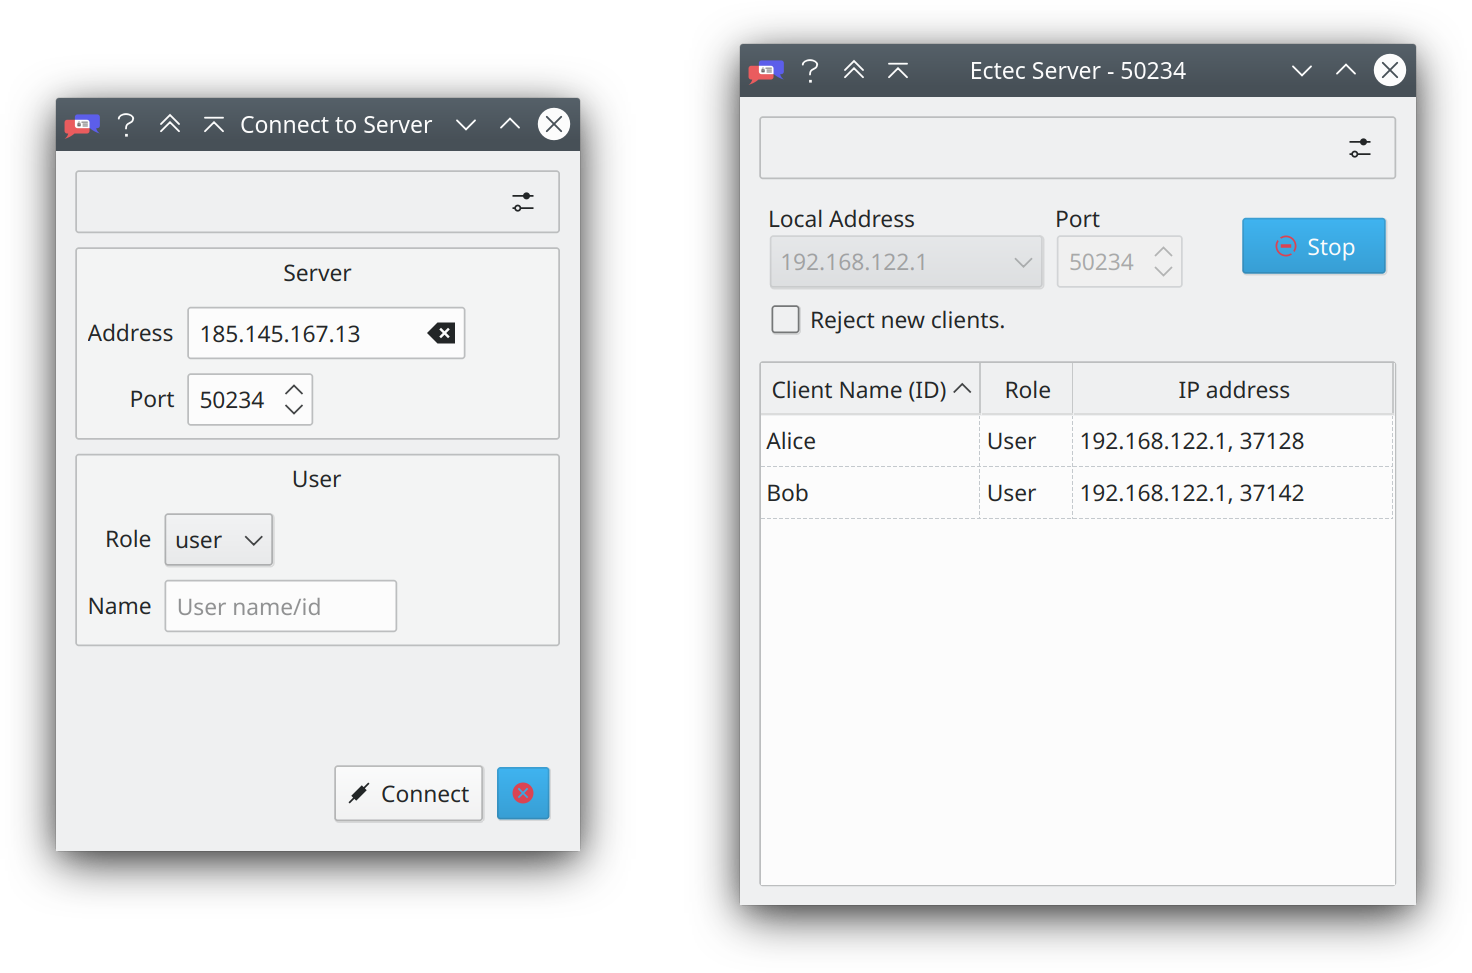 Connect to Server
Server
Address 185.145.167.13
Port 50234
User
Role user
Name User name/id
Connect
Ectec Server - 50234
Local Address Port
192.168.122.1 50234 Stop
Reject new clients.
Client Name (ID) Role IP address
Alice User 192.168.122.1, 37128
Bob User 192.168.122.1, 37142